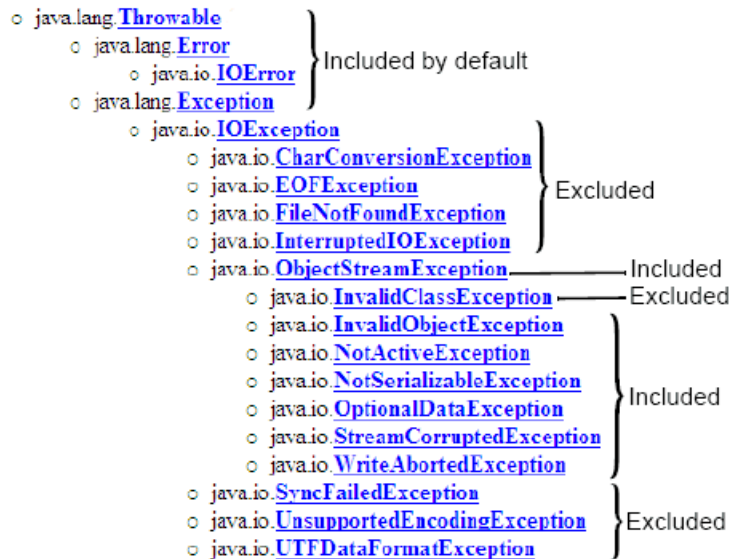 java.lang.Throwable
java.lang.Error
Included by default
java.io.IOError
java.lang.Exception
java.io.IOException
java.io.CharConversionException
java.io.EOFException
Excluded
java.io.FileNotFoundException
java.io.InterruptedIOException
java.io.ObjectStreamException Included
java.io.InvalidClassException Excluded
java.io.InvalidObjectException
java.io.NotActiveException
java.io.NotSerializableException
Included
java.io.OptionalDataException
java.io.StreamCorruptedException
java.io.WriteAbortedException
java.io.SyncFailedException
java.io.UnsupportedEncodingException Excluded
java.io.UTFDataFormatException